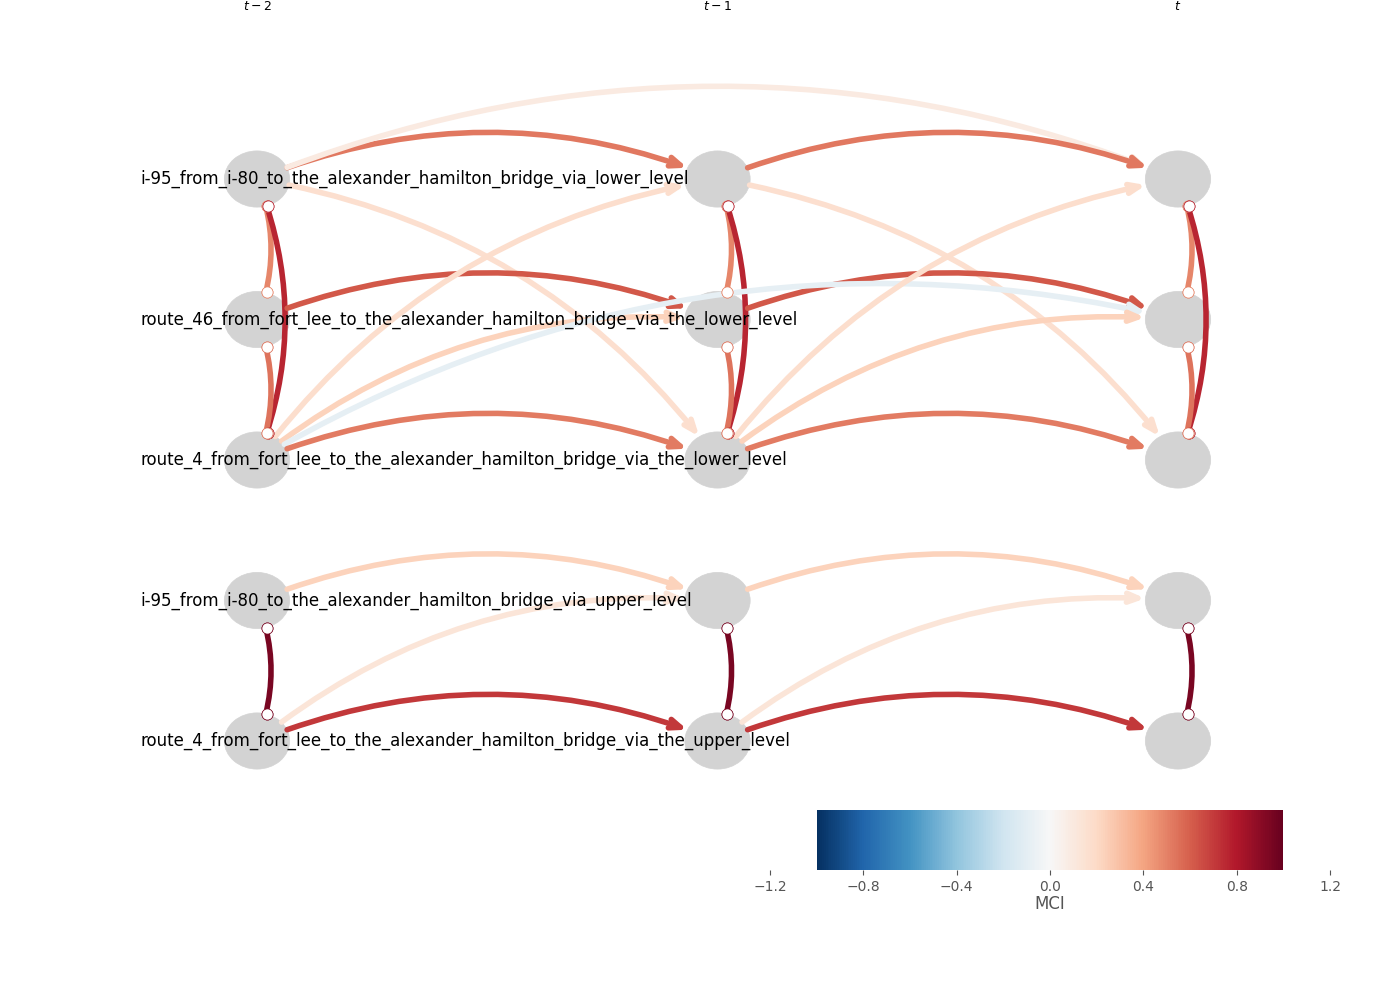 t − 2 t − 1 t
i-95_from_i-80_to_the_alexander_hamilton_bridge_via_lower_level
route_46_from_fort_lee_to_the_alexander_hamilton_bridge_via_the_lower_level
route_4_from_fort_lee_to_the_alexander_hamilton_bridge_via_the_lower_level
i-95_from_i-80_to_the_alexander_hamilton_bridge_via_upper_level
route_4_from_fort_lee_to_the_alexander_hamilton_bridge_via_the_upper_level
−1.2 −0.8 −0.4 0.0 0.4 0.8 1.2
MCI